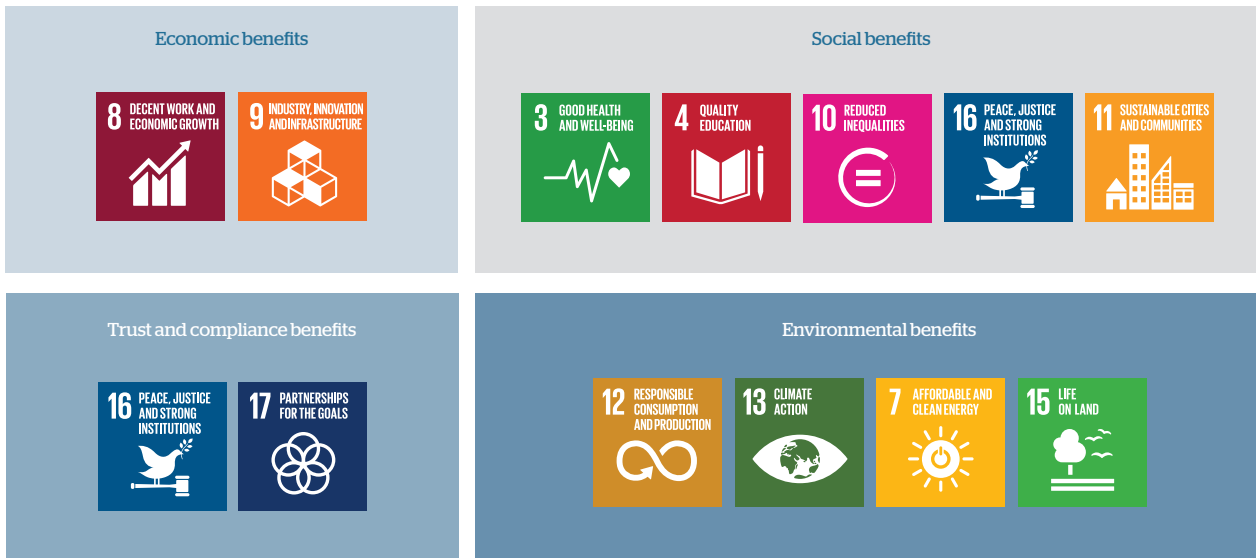 Economic benefits
8 DECENT WORK AND
ECONOMIC GROWTH
9 INDUSTRY, INNOVATION
ANDINFRASTRUCTURE
Social benefits
3 GOOD HEALTH
AND WELL-BEING
4 QUALITY
EDUCATION
10 REDUCED
INEQUALITIES
16 PEACE, JUSTICE
AND STRONG
INSTITUTIONS
11 SUSTAINABLE CITIES
AND COMMUNITIES
Trust and compliance benefits
16 PEACE, JUSTICE
AND STRONG
INSTITUTIONS
17 PARTNERSHIPS
FOR THE GOALS
Environmental benefits
12 RESPONSIBLE
CONSUMPTION
AND PRODUCTION
13 CLIMATE
ACTION
7 AFFORDABLE AND
CLEAN ENERGY
15 LIFE
ON LAND